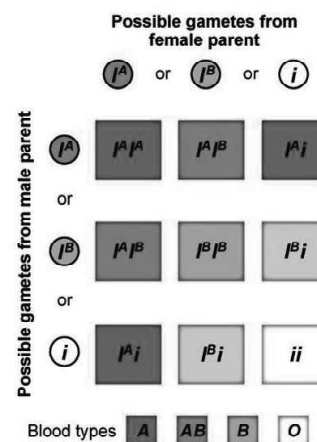 Possible gametes from
female parent
I^A or I^B or i
Possible gametes from male parent
I^A I^AI^A I^AI^B I^Ai
or
I^B I^AI^B I^BI^B I^Bi
or
i I^Ai I^Bi ii
Blood types A AB B O